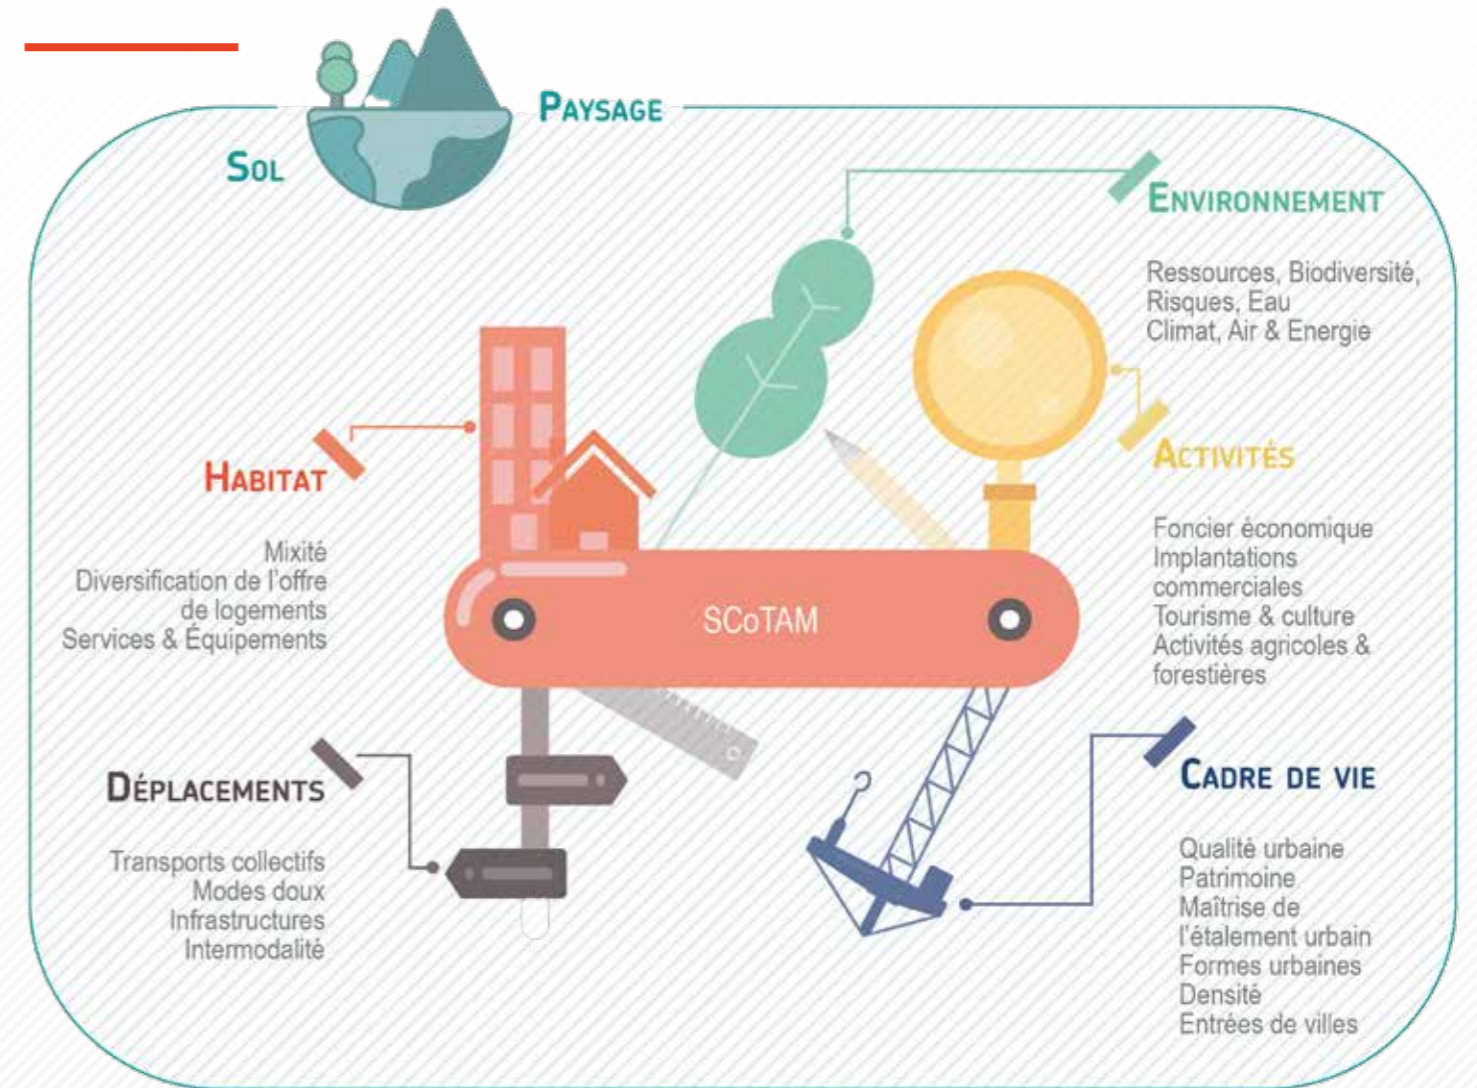 PAYSAGE
SOL
ENVIRONNEMENT
Ressources, Biodiversité,
Risques, Eau
Climat, Air & Energie
HABITAT
Mixité
Diversification de l'offre
de logements
Services & Équipements
ACTIVITÉS
Foncier économique
Implantations
commerciales
Tourisme & culture
Activités agricoles &
forestières
SCoTAM
DÉPLACEMENTS
Transports collectifs
Modes doux
Infrastructures
Intermodalité
CADRE DE VIE
Qualité urbaine
Patrimoine
Maîtrise de
l'étalement urbain
Formes urbaines
Densité
Entrées de villes